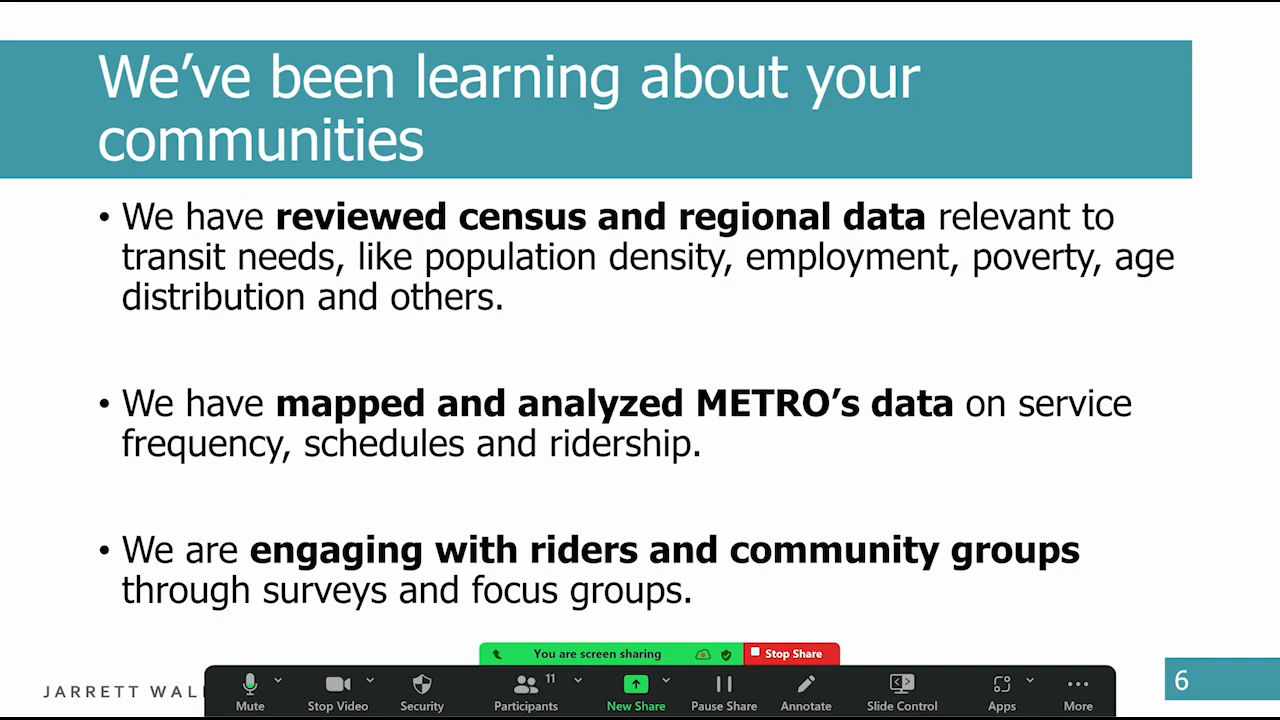 We’ve been learning about your
communities
• We have reviewed census and regional data relevant to
transit needs, like population density, employment, poverty, age
distribution and others.
• We have mapped and analyzed METRO’s data on service
frequency, schedules and ridership.
• We are engaging with riders and community groups
through surveys and focus groups.
You are screen sharing
Stop Share
JARRETT
6
11
Mute
Stop Video
Security
Participants
New Share
Pause Share
Annotate
Slide Control
Apps
More